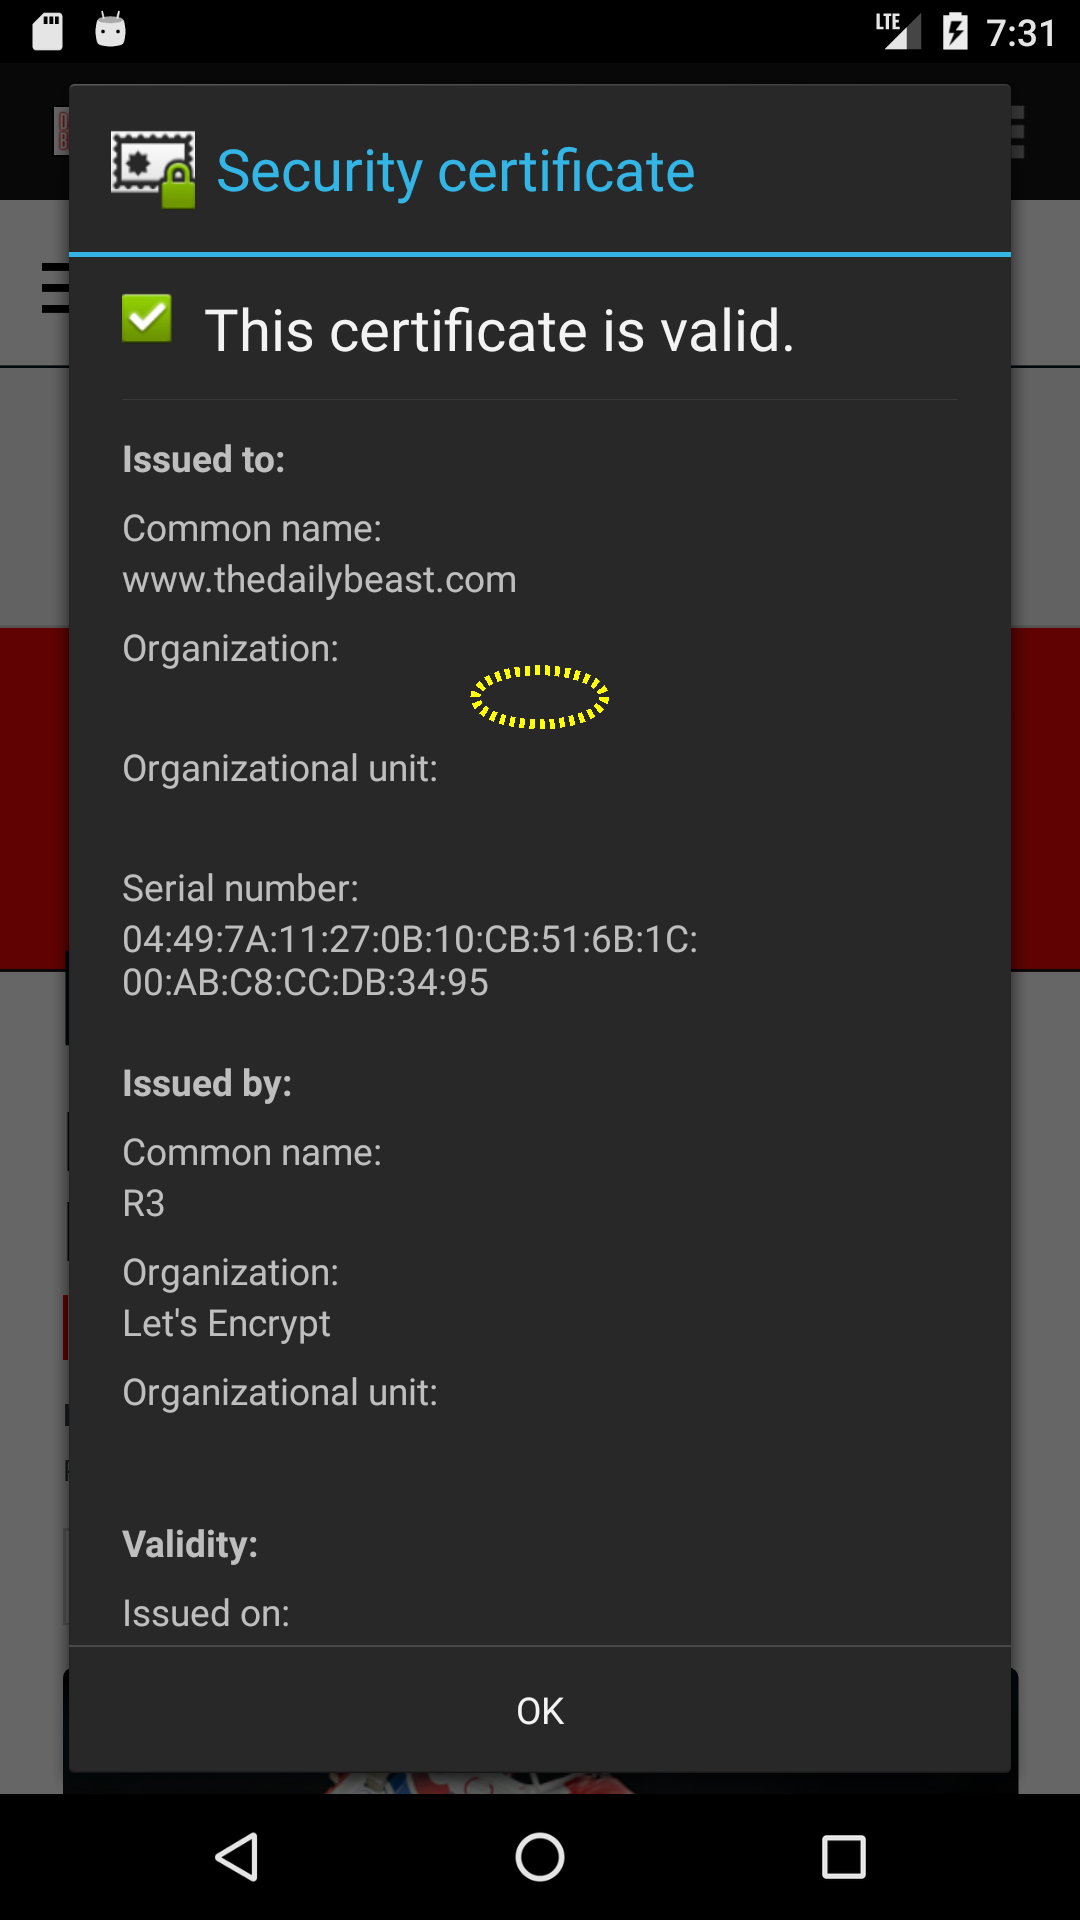 LTE 7:31
Security certificate
This certificate is valid.
Issued to:
Common name:
www.thedailybeast.com
Organization:
Organizational unit:
Serial number:
04:49:7A:11:27:0B:10:CB:51:6B:1C:
00:AB:C8:CC:DB:34:95
Issued by:
Common name:
R3
Organization:
Let's Encrypt
Organizational unit:
Validity:
Issued on:
OK